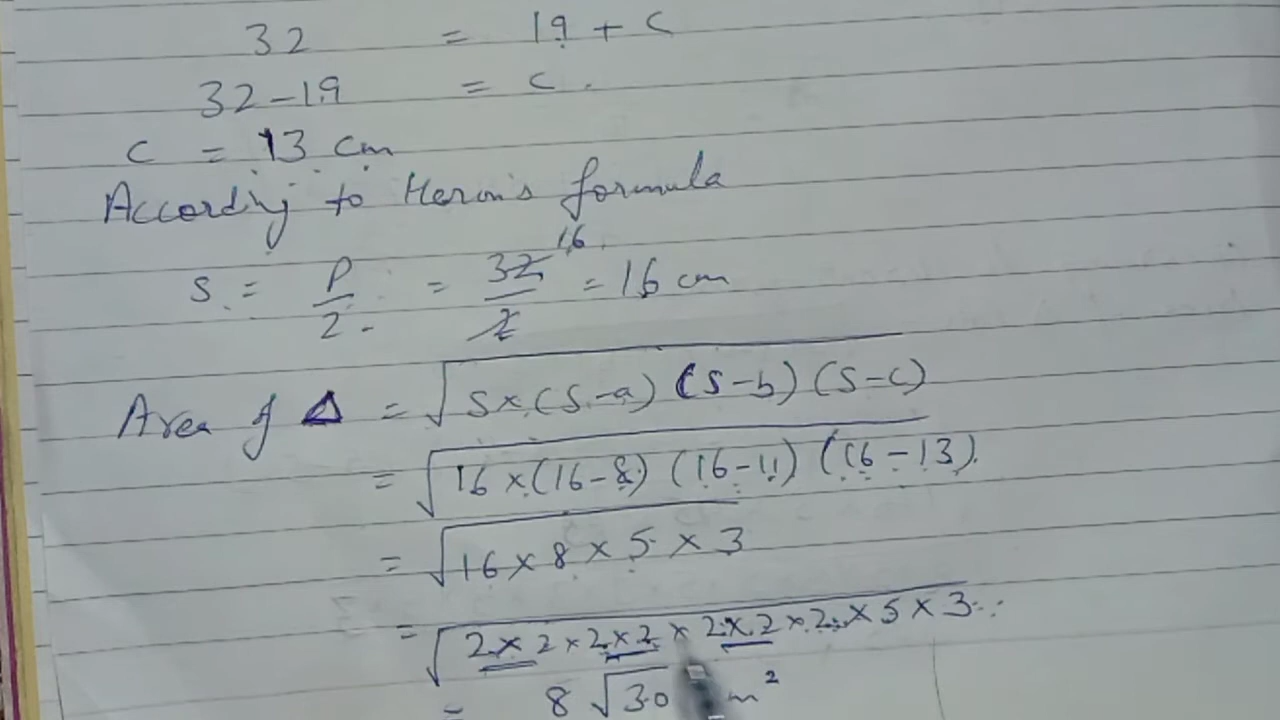 32 = 19 + c
32-19 = c.
c = 13 cm
According to Heron's formula
s = P/2 = 32/2 16 = 16 cm
Area of Δ = √s×(s-a) (s-b) (s-c)
= √16×(16-8) (16-11) (16-13)
= √16×8×5×3
= √2×2×2×2×2×2×2×5×3
= 8√30 m²